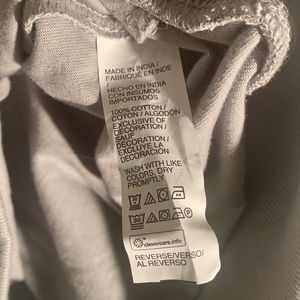 MADE IN INDIA /
FABRIQUÉ EN INDE
/
HECHO EN INDIA
CON INSUMOS
IMPORTADOS
100% COTTON /
COTON / ALGODÓN
EXCLUSIVE OF
DECORATION /
SAUF
DÉCORATION /
EXCLUYE LA
DECORACIÓN
WASH WITH LIKE
COLORS, DRY
PROMPTLY
30
clevercare.info
REVERSE/VERSO/
AL REVERSO